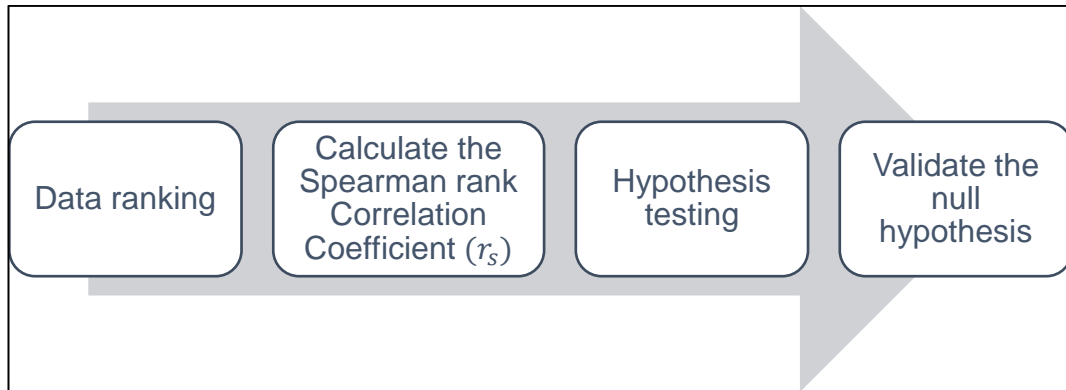 Data ranking
Calculate the
Spearman rank
Correlation
Coefficient (𝑟ₛ)
Hypothesis
testing
Validate the
null
hypothesis